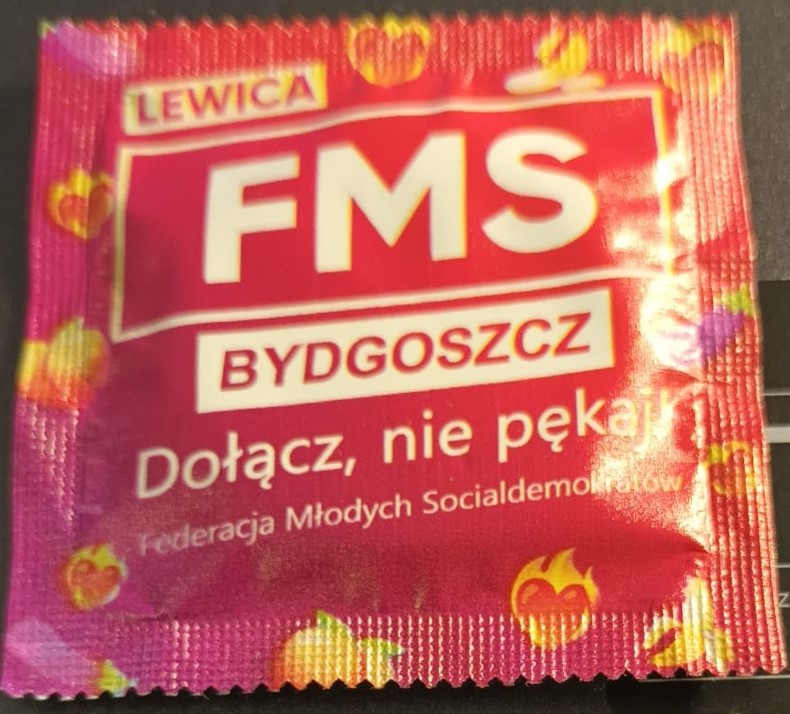 LEWICA
FMS
BYDGOSZCZ
Dołącz, nie pękaj!
Federacja Młodych Socialdemokratów